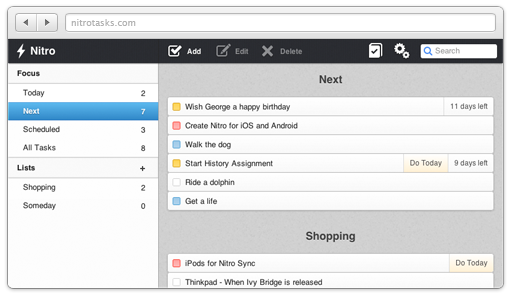 nitrotasks.com
Nitro
Add Edit Delete Search
Focus
Today 2
Next 7
Scheduled 3
All Tasks 8
Lists +
Shopping 2
Someday 0
Next
Wish George a happy birthday 11 days left
Create Nitro for iOS and Android
Walk the dog
Start History Assignment Do Today 9 days left
Ride a dolphin
Get a life
Shopping
iPods for Nitro Sync Do Today
Thinkpad - When Ivy Bridge is released